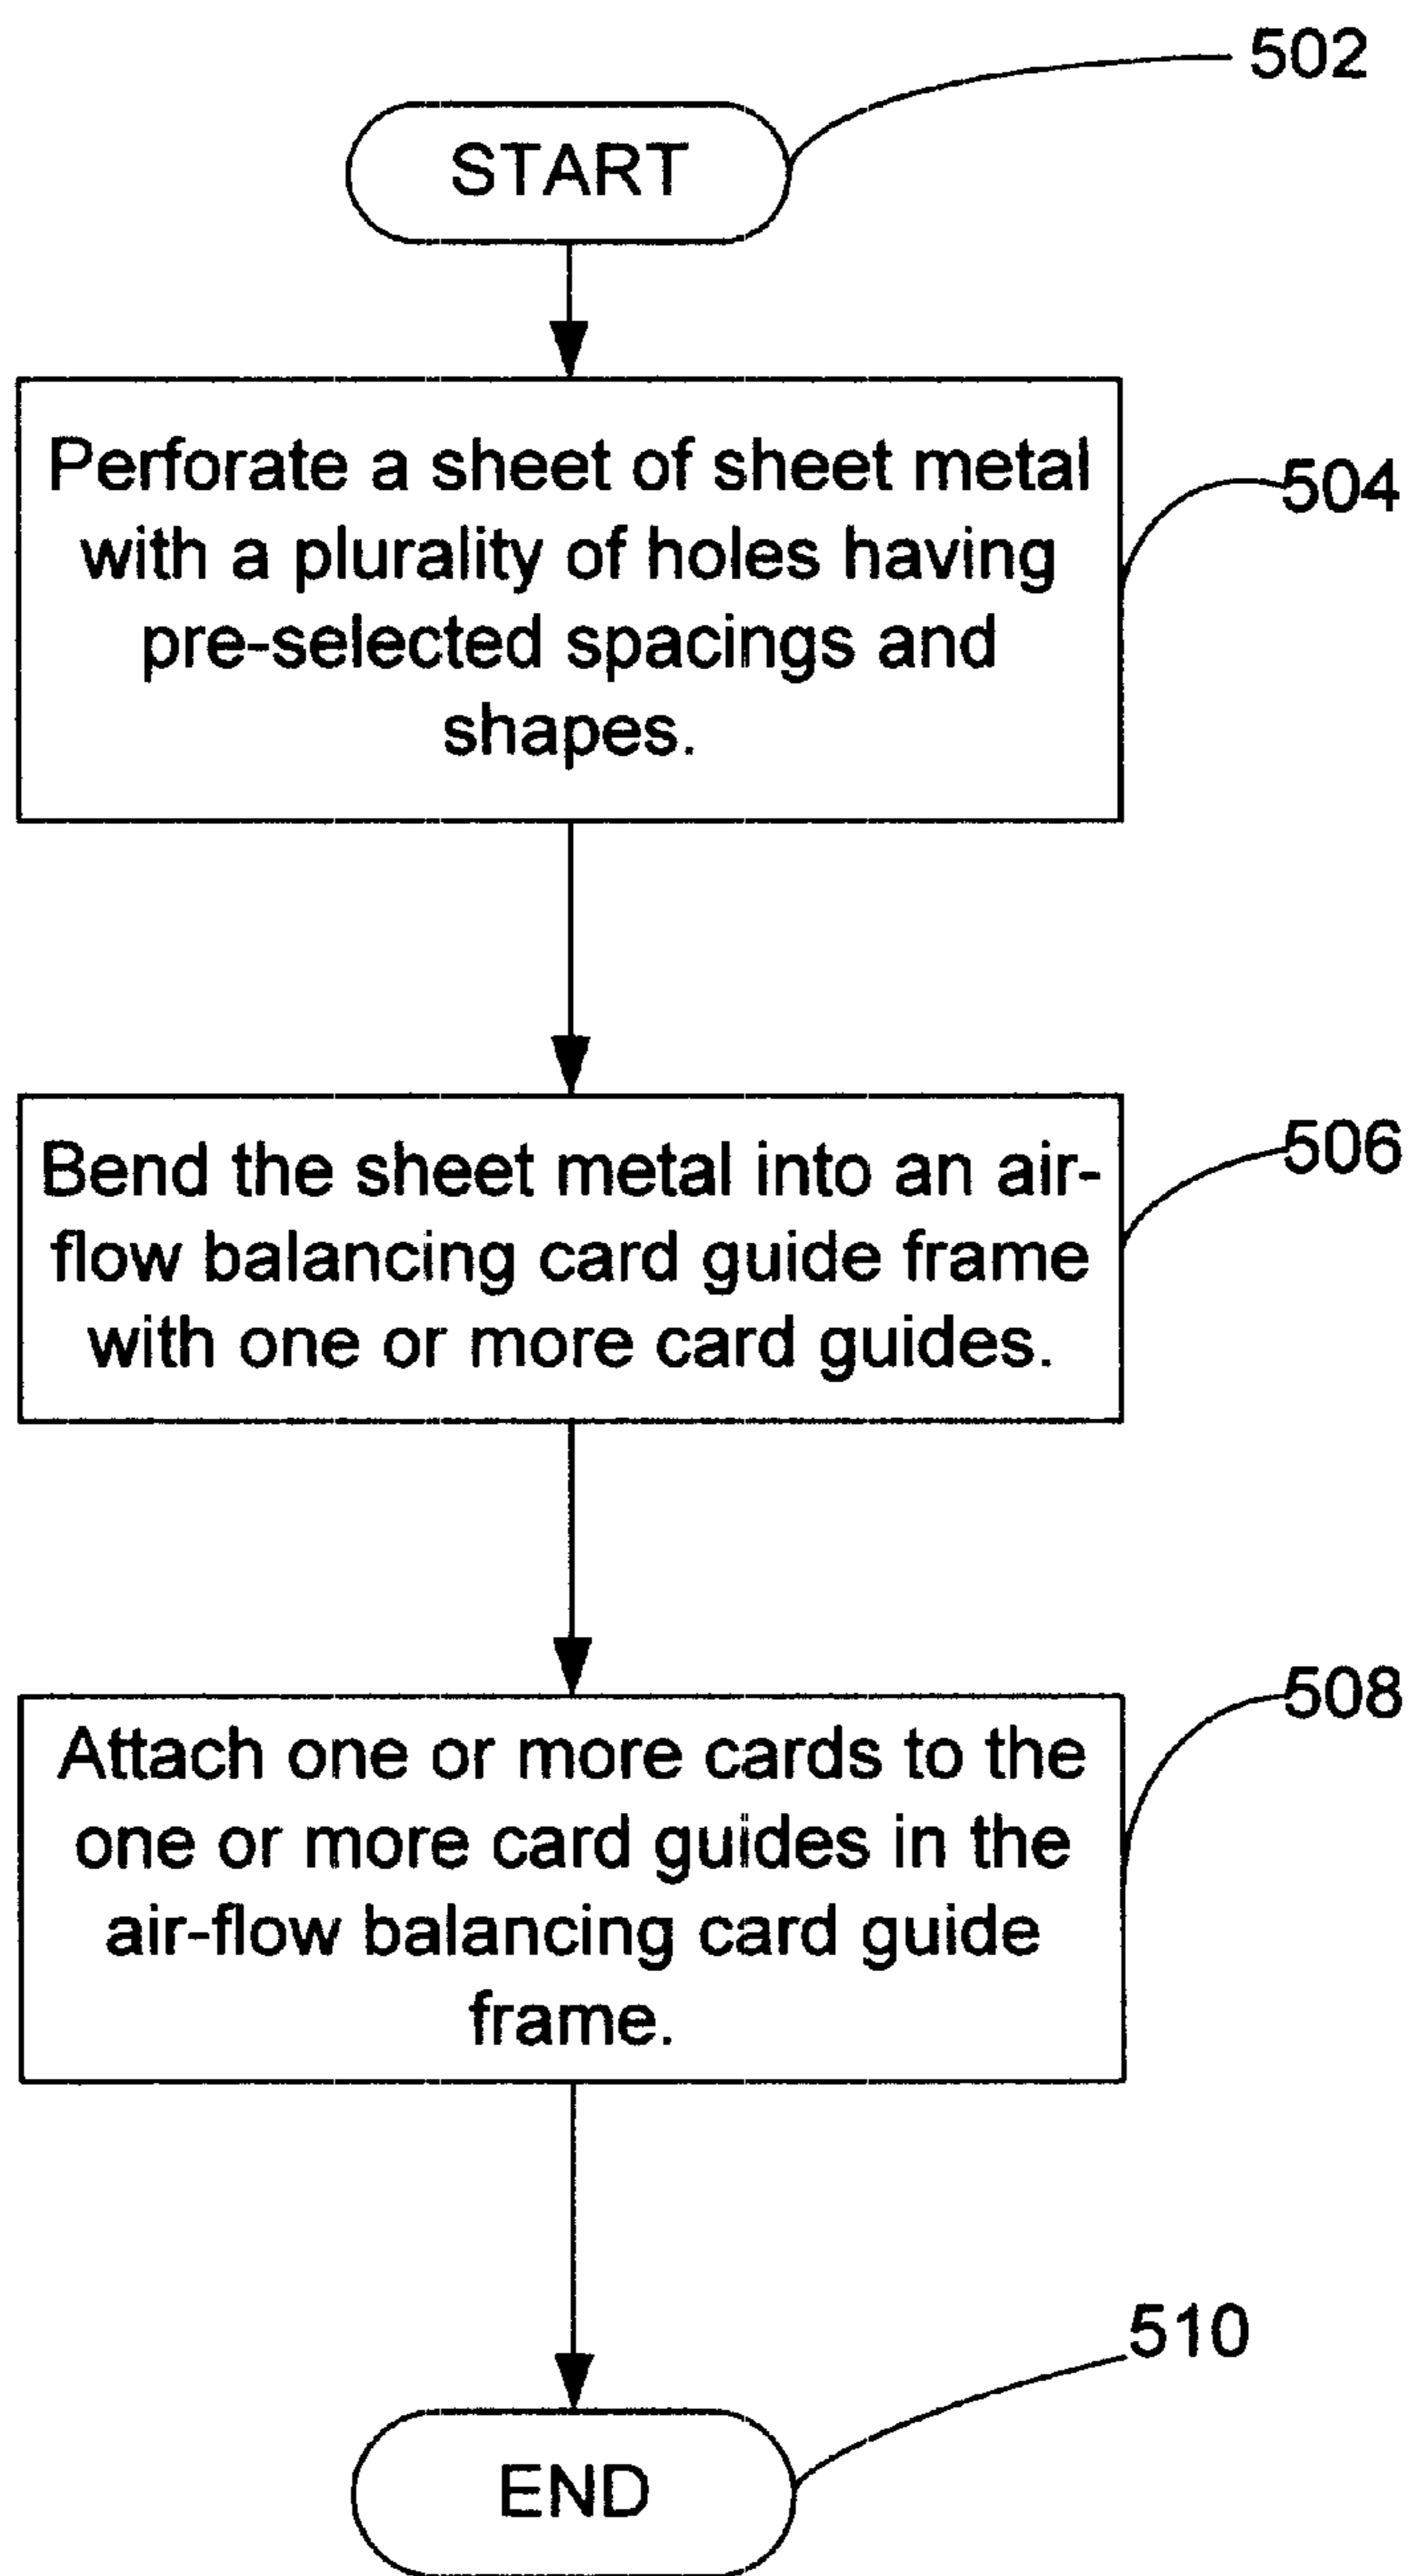 502
START
Perforate a sheet of sheet metal
with a plurality of holes having
pre-selected spacings and
shapes.
504
Bend the sheet metal into an air-
flow balancing card guide frame
with one or more card guides.
506
Attach one or more cards to the
one or more card guides in the
air-flow balancing card guide
frame.
508
510
END